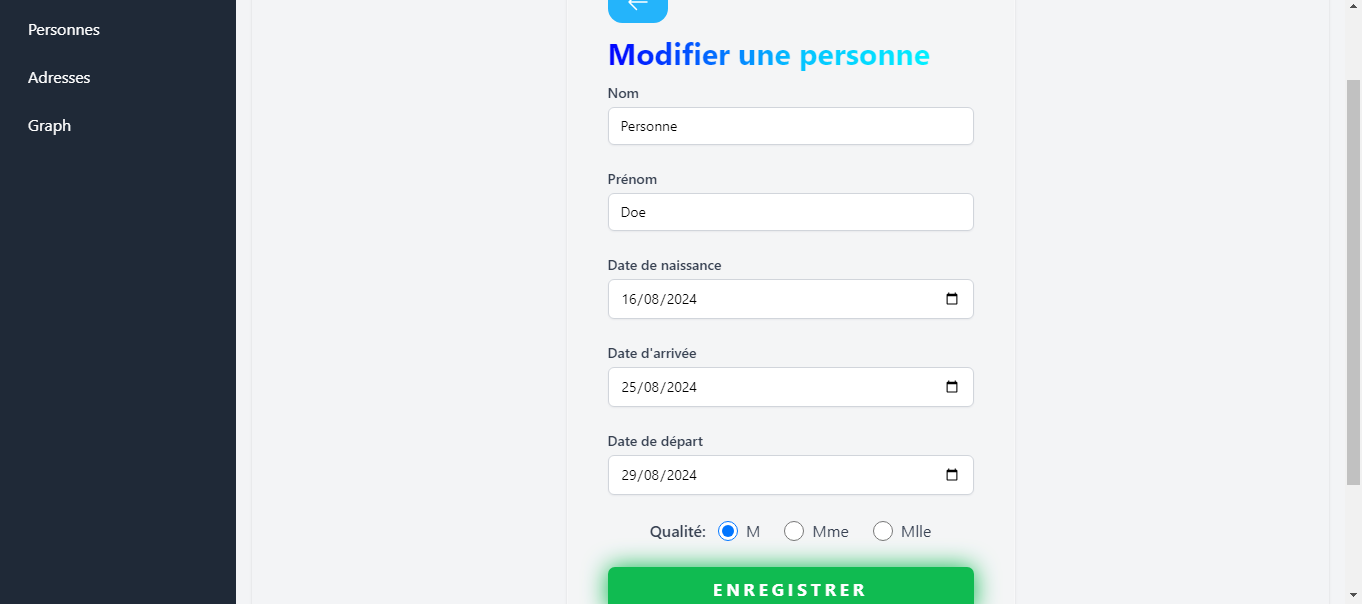 Personnes
Adresses
Graph
Modifier une personne
Nom
Personne
Prénom
Doe
Date de naissance
16/08/2024
Date d'arrivée
25/08/2024
Date de départ
29/08/2024
Qualité: M Mme Mlle
ENREGISTRER